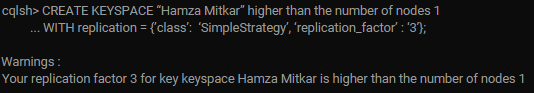 cqlsh> CREATE KEYSPACE “Hamza Mitkar” higher than the number of nodes 1
... WITH replication = {‘class’: ‘SimpleStrategy’, ‘replication_factor’ : ‘3’};
Warnings :
Your replication factor 3 for key keyspace Hamza Mitkar is higher than the number of nodes 1